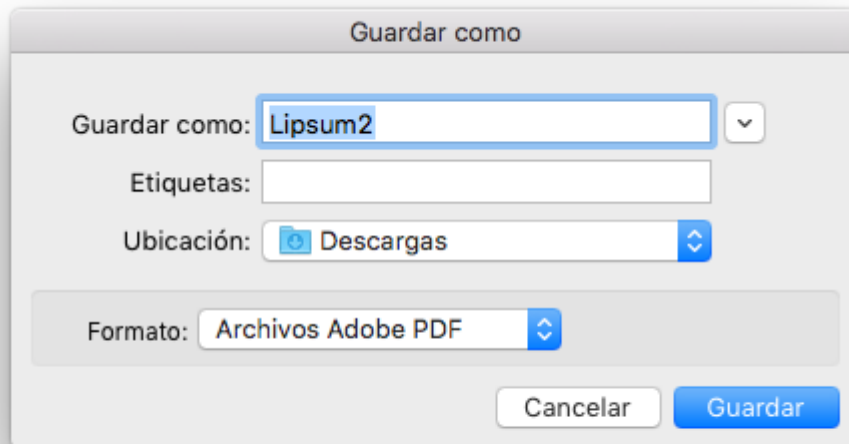 Guardar como
Guardar como: Lipsum2
Etiquetas:
Ubicación: Descargas
Formato: Archivos Adobe PDF
Cancelar Guardar